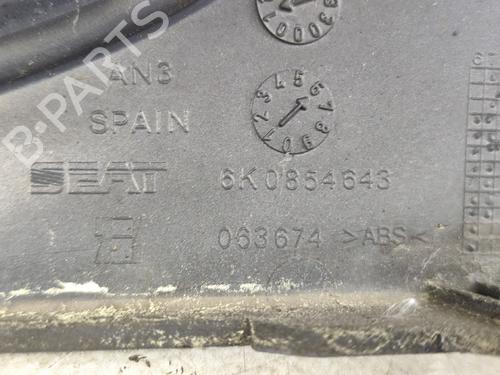 AN3
SPAIN
SEAT 6K0854643
063674 >ABS<
B-PARTS